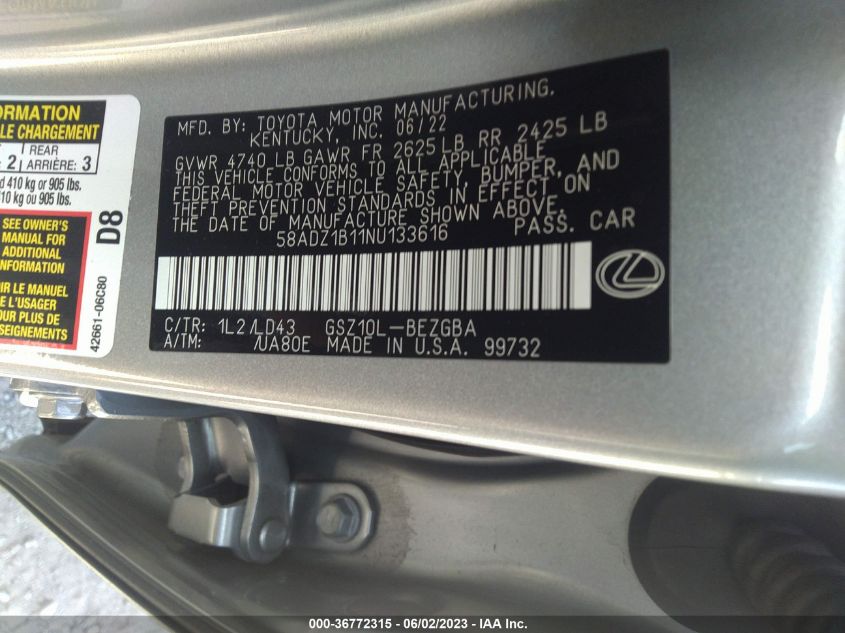 MFD. BY: TOYOTA MOTOR MANUFACTURING.
KENTUCKY, INC. 06/22
GVWR 4740 LB GAWR FR 2625 LB RR 2425 LB
THIS VEHICLE CONFORMS TO ALL APPLICABLE
FEDERAL MOTOR VEHICLE SAFETY, BUMPER, AND
THEFT PREVENTION STANDARDS IN EFFECT ON
THE DATE OF MANUFACTURE SHOWN ABOVE.
58ADZ1B11NU133616 PASS. CAR
C/TR: 1L2/LD43 GSZ10L-BEZGBA
A/TM: /UA80E MADE IN U.S.A. 99732
CHARGEMENT
REAR
2 ARRIÈRE: 3
410 kg or 905 lbs.
kg ou 905 lbs.
SEE OWNER'S
MANUAL FOR
ADDITIONAL
INFORMATION
LE MANUEL
L'USAGER
PLUS DE
D8
42661-06C80
000-36772315 - 06/02/2023 - IAA Inc.